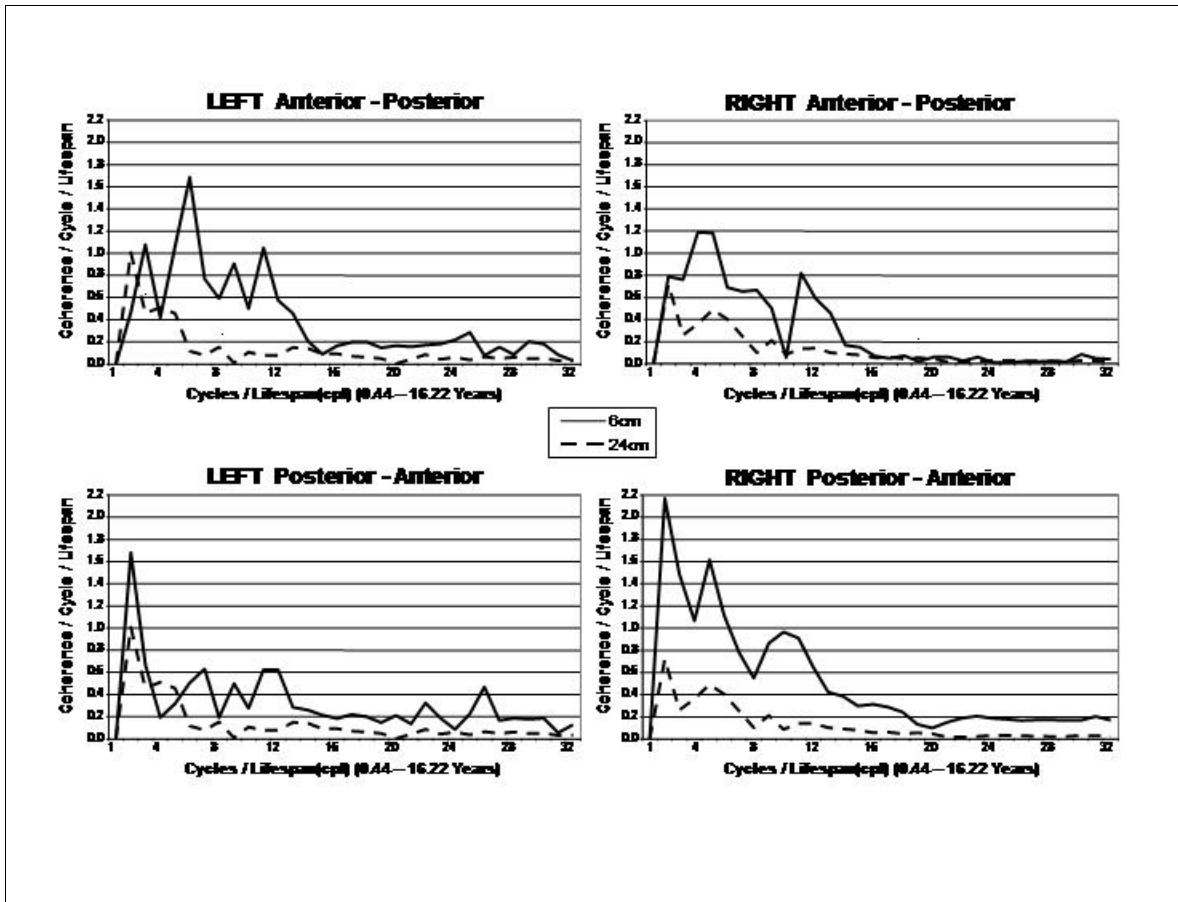 LEFT Anterior - Posterior
Coherence / Cycle / Lifespan
2.2
2.0
1.8
1.6
1.4
1.2
1.0
0.8
0.6
0.4
0.2
0.0
1 4 8 12 16 20 24 28 32
Cycles / Lifespan(cpl) (0.44—16.22 Years)
RIGHT Anterior - Posterior
Coherence / Cycle / Lifespan
2.2
2.0
1.8
1.6
1.4
1.2
1.0
0.8
0.6
0.4
0.2
0.0
1 4 8 12 16 20 24 28 32
Cycles / Lifespan(cpl) (0.44—16.22 Years)
6cm
24cm
LEFT Posterior - Anterior
Coherence / Cycle / Lifespan
2.2
2.0
1.8
1.6
1.4
1.2
1.0
0.8
0.6
0.4
0.2
0.0
1 4 8 12 16 20 24 28 32
Cycles / Lifespan(cpl) (0.44—16.22 Years)
RIGHT Posterior - Anterior
Coherence / Cycle / Lifespan
2.2
2.0
1.8
1.6
1.4
1.2
1.0
0.8
0.6
0.4
0.2
0.0
1 4 8 12 16 20 24 28 32
Cycles / Lifespan(cpl) (0.44—16.22 Years)